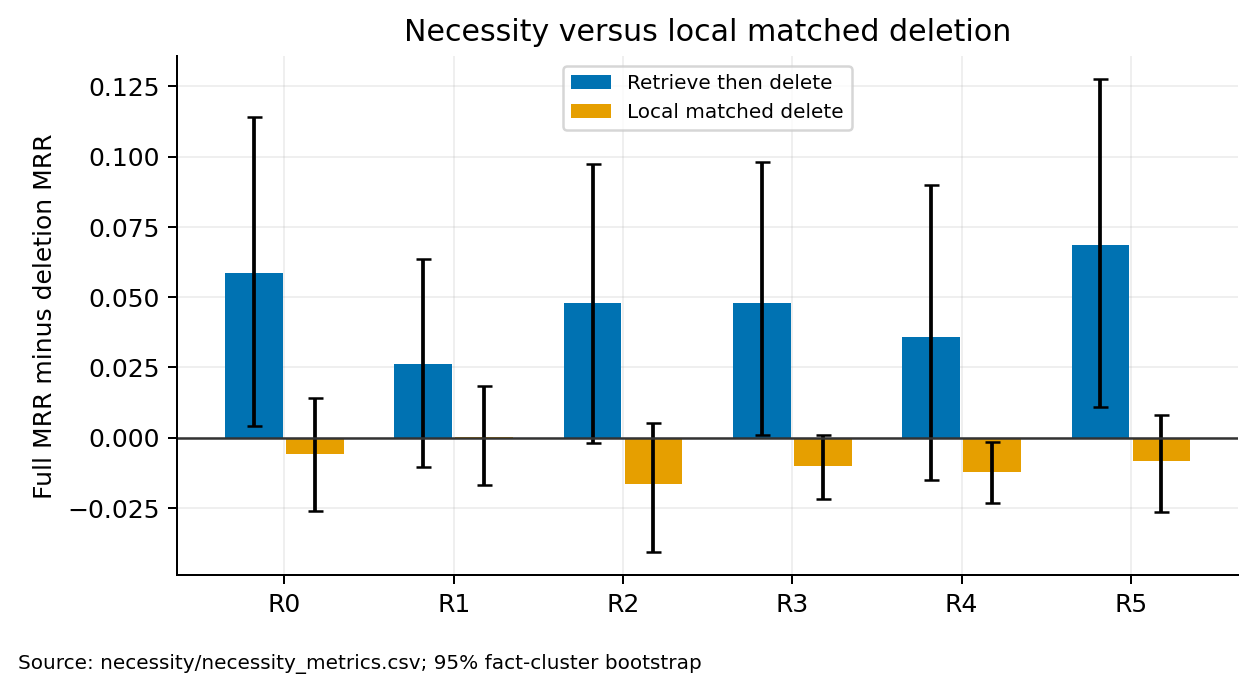 Necessity versus local matched deletion
Retrieve then delete
Local matched delete
Full MRR minus deletion MRR
0.125
0.100
0.075
0.050
0.025
0.000
−0.025
R0 R1 R2 R3 R4 R5
Source: necessity/necessity_metrics.csv; 95% fact-cluster bootstrap